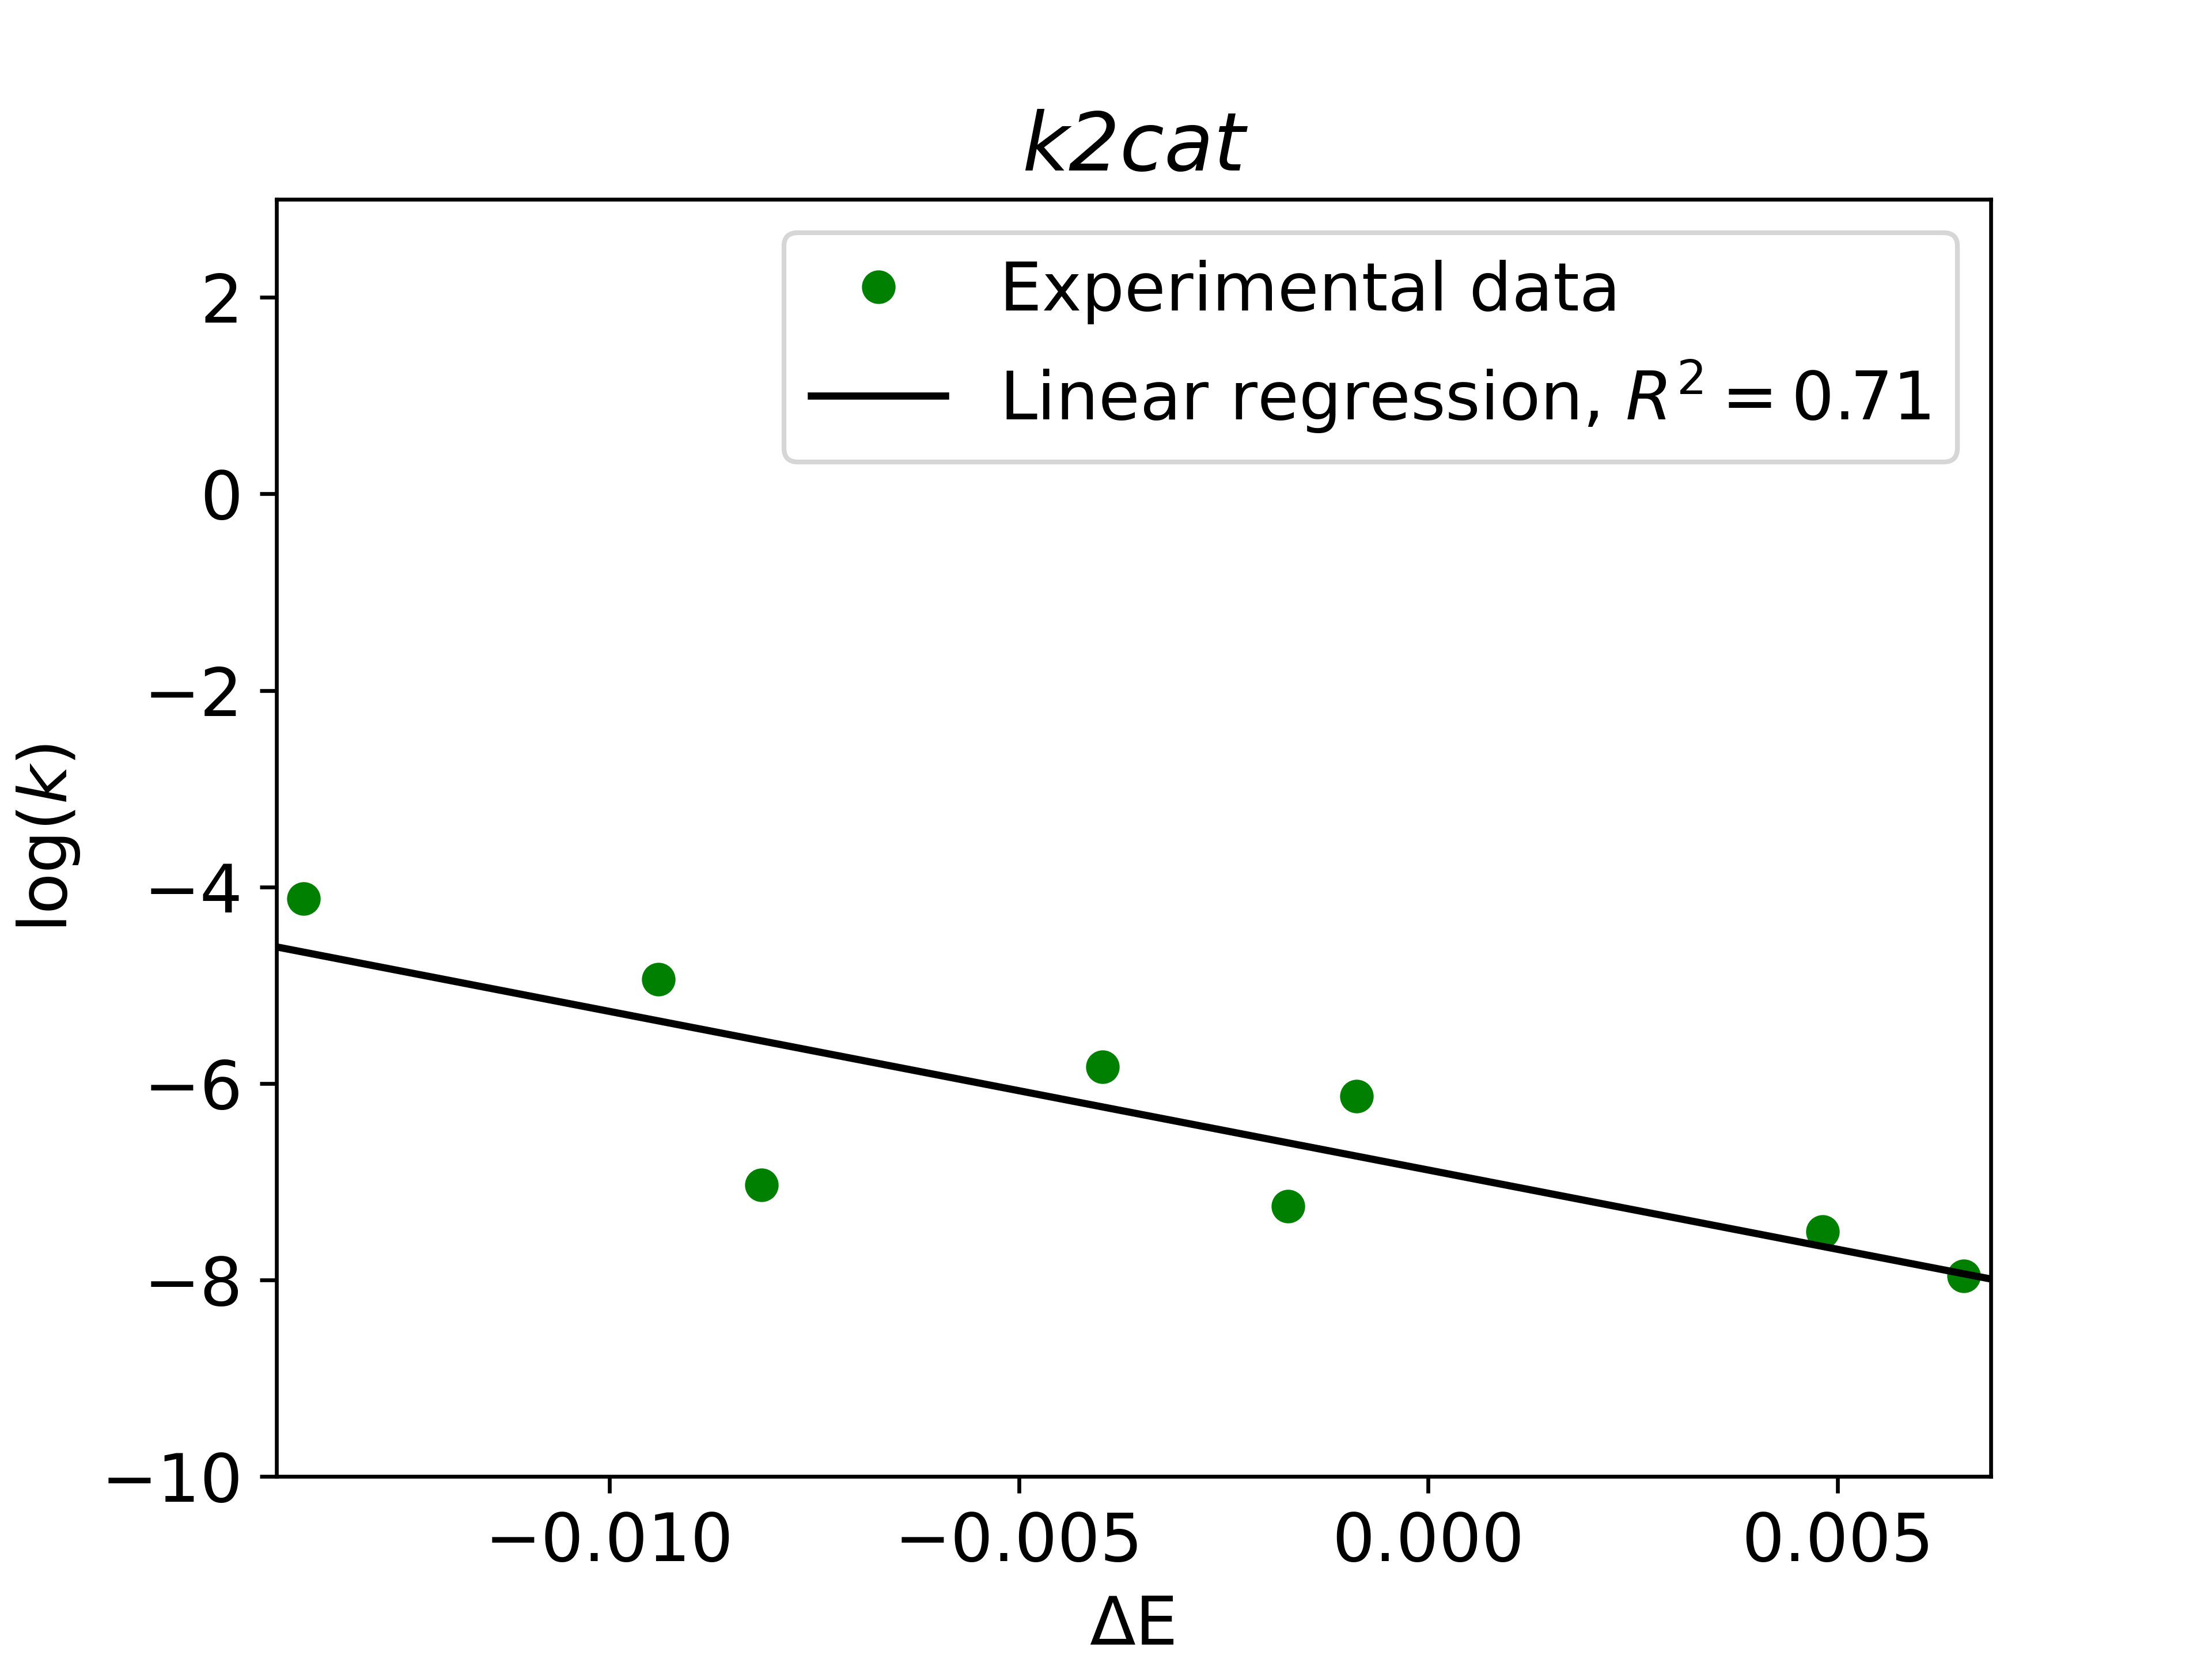 k2cat
Experimental data
Linear regression, R² = 0.71
2
0
−2
−4
−6
−8
−10
log(k)
−0.010
−0.005
0.000
0.005
ΔE